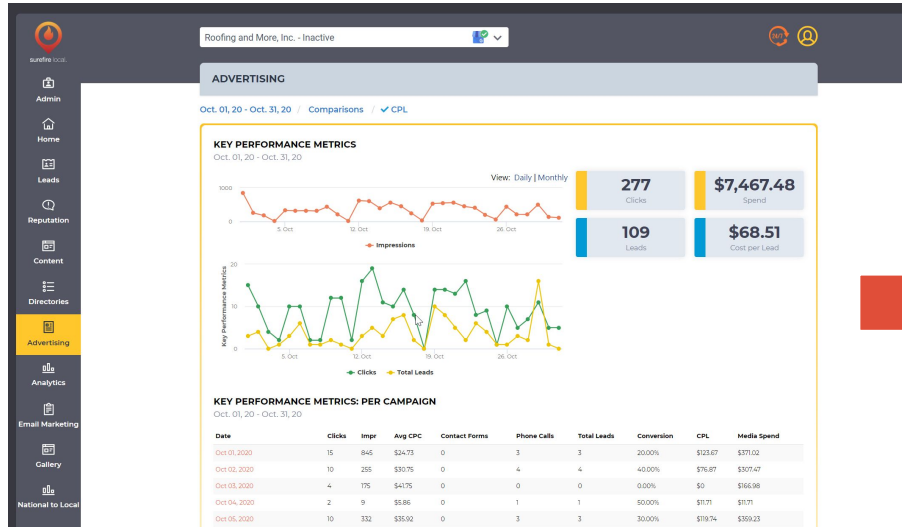 surefire local.
Admin
Home
Leads
Reputation
Content
Directories
Advertising
Analytics
Email Marketing
Gallery
National to Local
Roofing and More, Inc. - Inactive
24/7
ADVERTISING
Oct. 01, 20 - Oct. 31, 20 / Comparisons / CPL
KEY PERFORMANCE METRICS
Oct. 01, 20 - Oct. 31, 20
View: Daily | Monthly
1000
0
5. Oct 12. Oct 19. Oct 26. Oct
Impressions
277
Clicks
$7,467.48
Spend
109
Leads
$68.51
Cost per Lead
Key Performance Metrics
20
10
0
5. Oct 12. Oct 19. Oct 26. Oct
Clicks Total Leads
KEY PERFORMANCE METRICS: PER CAMPAIGN
Oct. 01, 20 - Oct. 31, 20
Date Clicks Impr Avg CPC Contact Forms Phone Calls Total Leads Conversion CPL Media Spend
Oct 01, 2020 15 845 $24.73 0 3 3 20.00% $123.67 $371.02
Oct 02, 2020 10 255 $30.75 0 4 4 40.00% $76.87 $307.47
Oct 03, 2020 4 175 $41.75 0 0 0 0.00% $0 $166.98
Oct 04, 2020 2 9 $5.86 0 1 1 50.00% $11.71 $11.71
Oct 05, 2020 10 332 $35.92 0 3 3 30.00% $119.74 $359.23